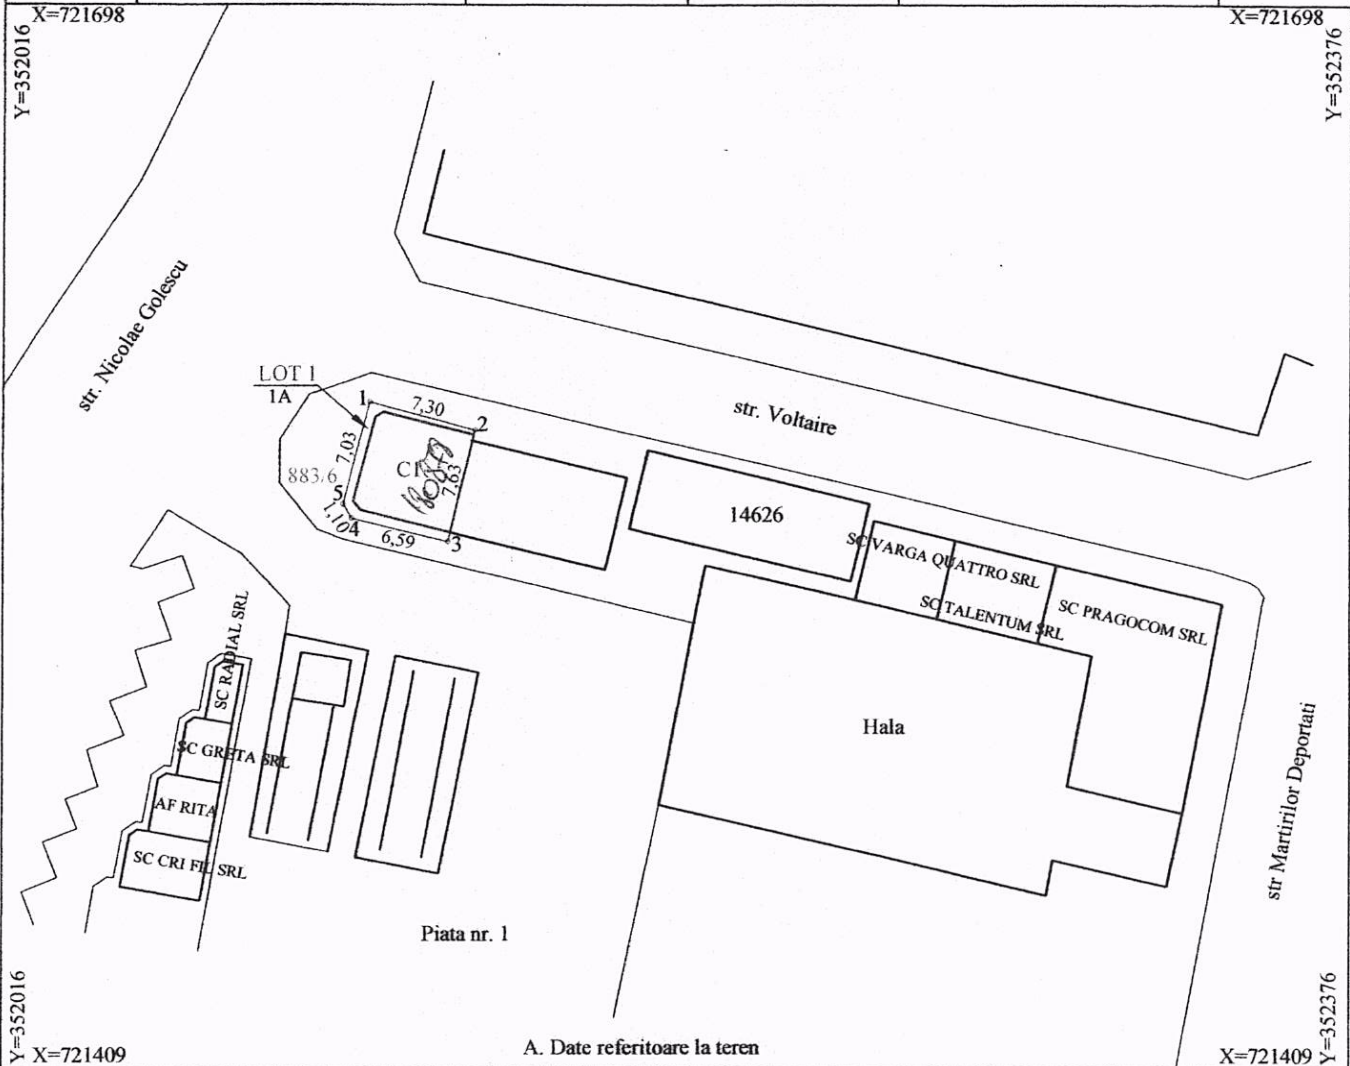 X=721698
X=721698
Y=352016
Y=352376
str. Nicolae Golescu
LOT 1
1A
1
7,30
2
str. Voltaire
7,03
7,63
883/6
5
1,10
4
6,59
3
14626
SC VARGA QUATTRO SRL
SC TALENTUM SRL
SC PRAGOCOM SRL
SC RADIAL SRL
SC GRETA SRL
AF RITA
SC CRI FIL SRL
Hala
str Martirilor Deportati
Piata nr. 1
Y=352016
Y=352376
X=721409
A. Date referitoare la teren
X=721409